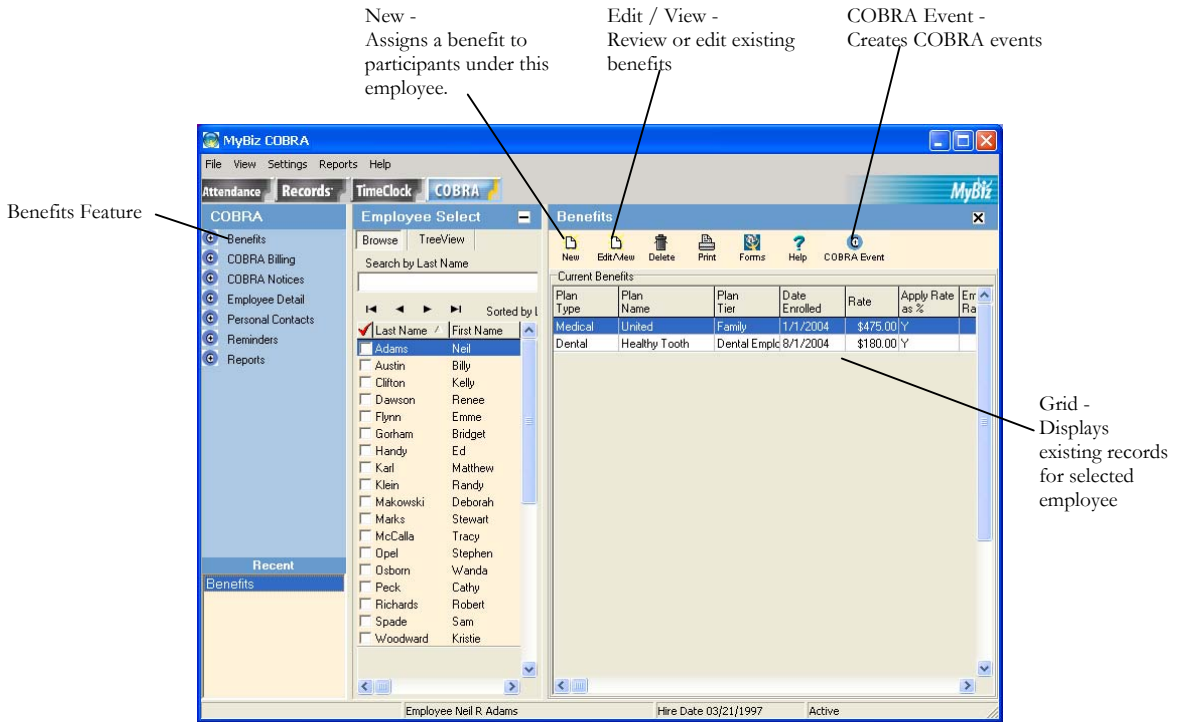 New -
Assigns a benefit to
participants under this
employee.
Edit / View -
Review or edit existing
benefits
COBRA Event -
Creates COBRA events
Benefits Feature
MyBiz COBRA
File View Settings Reports Help
Attendance Records TimeClock COBRA MyBiz
COBRA
Benefits
COBRA Billing
COBRA Notices
Employee Detail
Personal Contacts
Reminders
Reports
Recent
Benefits
Employee Select
Browse TreeView
Search by Last Name
Sorted by L
Last Name First Name
Adams Neil
Austin Billy
Clifton Kelly
Dawson Renee
Flynn Emme
Gorham Bridget
Handy Ed
Karl Matthew
Klein Randy
Makowski Deborah
Marks Stewart
McCalla Tracy
Opel Stephen
Osborn Wanda
Peck Cathy
Richards Robert
Spade Sam
Woodward Kristie
Benefits
New Edit/View Delete Print Forms Help COBRA Event
Current Benefits
Plan Type Plan Name Plan Tier Date Enrolled Rate Apply Rate as % Em Ra
Medical United Family 1/1/2004 $475.00 Y
Dental Healthy Tooth Dental Emplc 8/1/2004 $180.00 Y
Grid -
Displays
existing records
for selected
employee
Employee Neil R Adams Hire Date 03/21/1997 Active